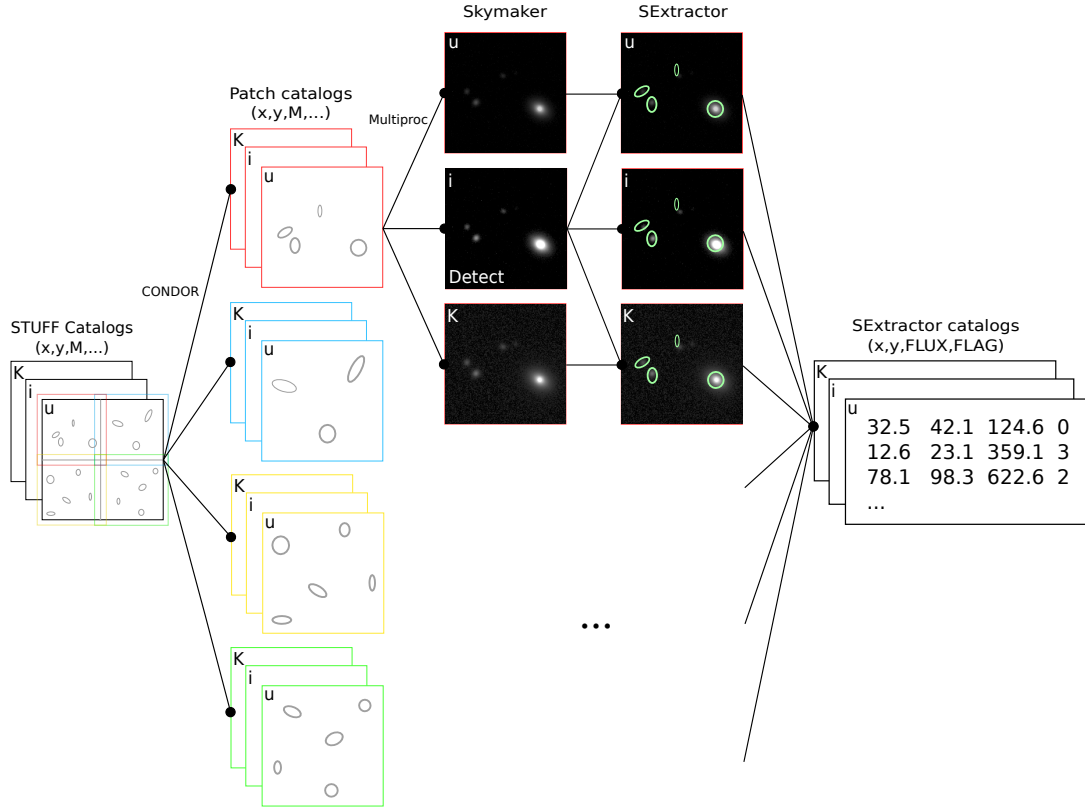 Skymaker
SExtractor
Patch catalogs
(x,y,M,...)
Multiproc
CONDOR
STUFF Catalogs
(x,y,M,...)
K
i
u
K
i
u
K
i
u
K
i
u
K
i
u
u
i
Detect
K
u
i
K
...
SExtractor catalogs
(x,y,FLUX,FLAG)
K
i
u
32.5 42.1 124.6 0
12.6 23.1 359.1 3
78.1 98.3 622.6 2
...